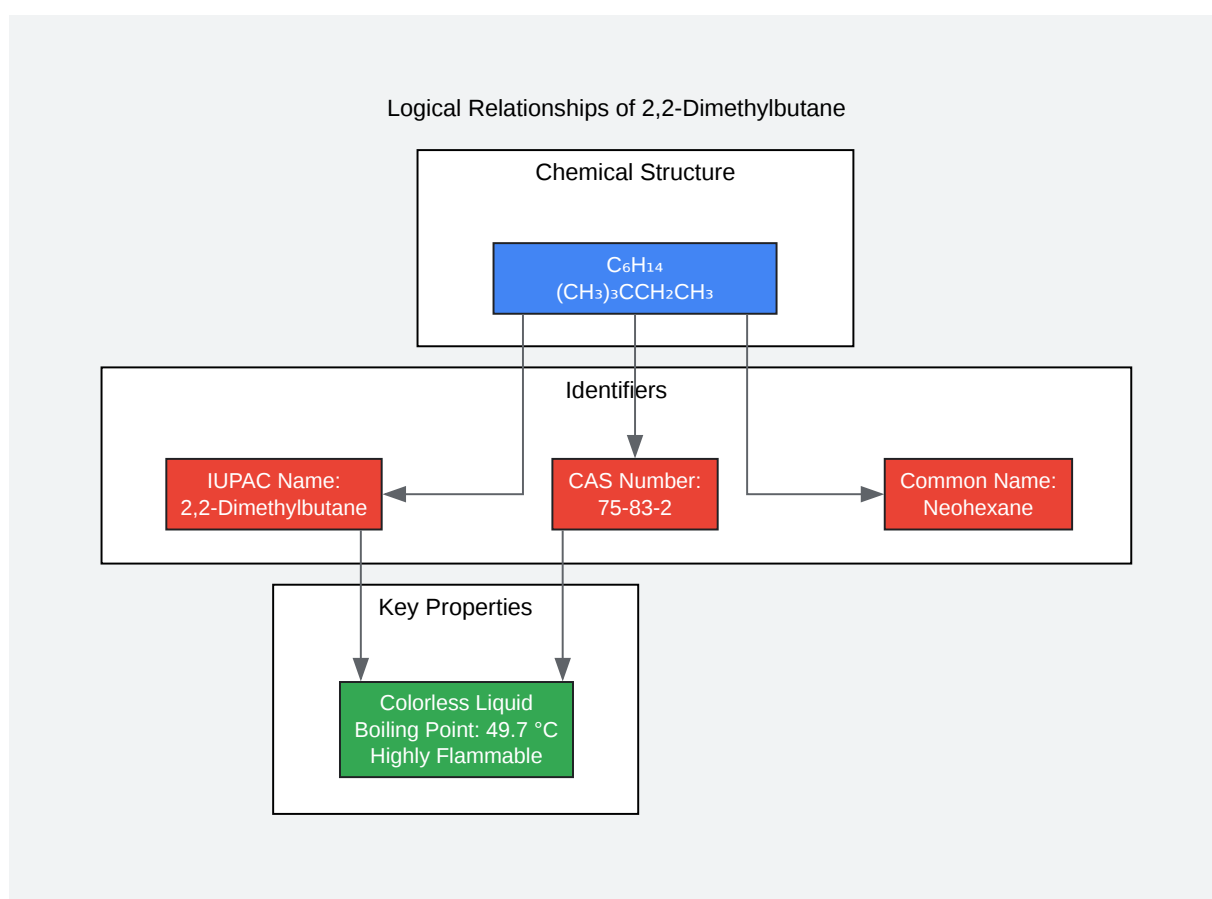 Logical Relationships of 2,2-Dimethylbutane
Chemical Structure
C₆H₁₄
(CH₃)₃CCH₂CH₃
Identifiers
IUPAC Name:
2,2-Dimethylbutane
CAS Number:
75-83-2
Common Name:
Neohexane
Key Properties
Colorless Liquid
Boiling Point: 49.7 °C
Highly Flammable